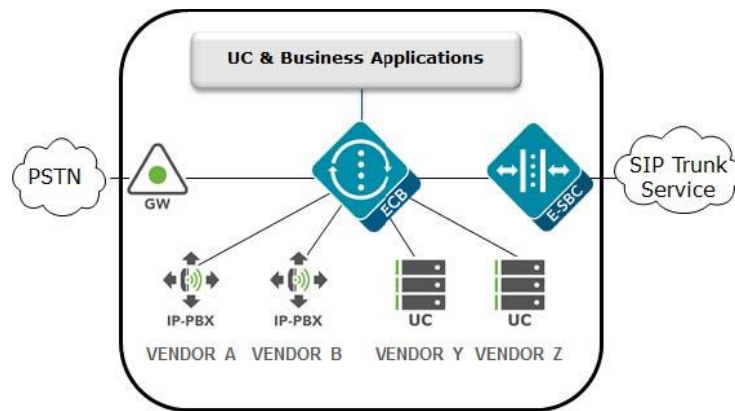 UC & Business Applications
PSTN
GW
ECB
E-SBC
SIP Trunk
Service
IP-PBX
IP-PBX
UC
UC
VENDOR A
VENDOR B
VENDOR Y
VENDOR Z